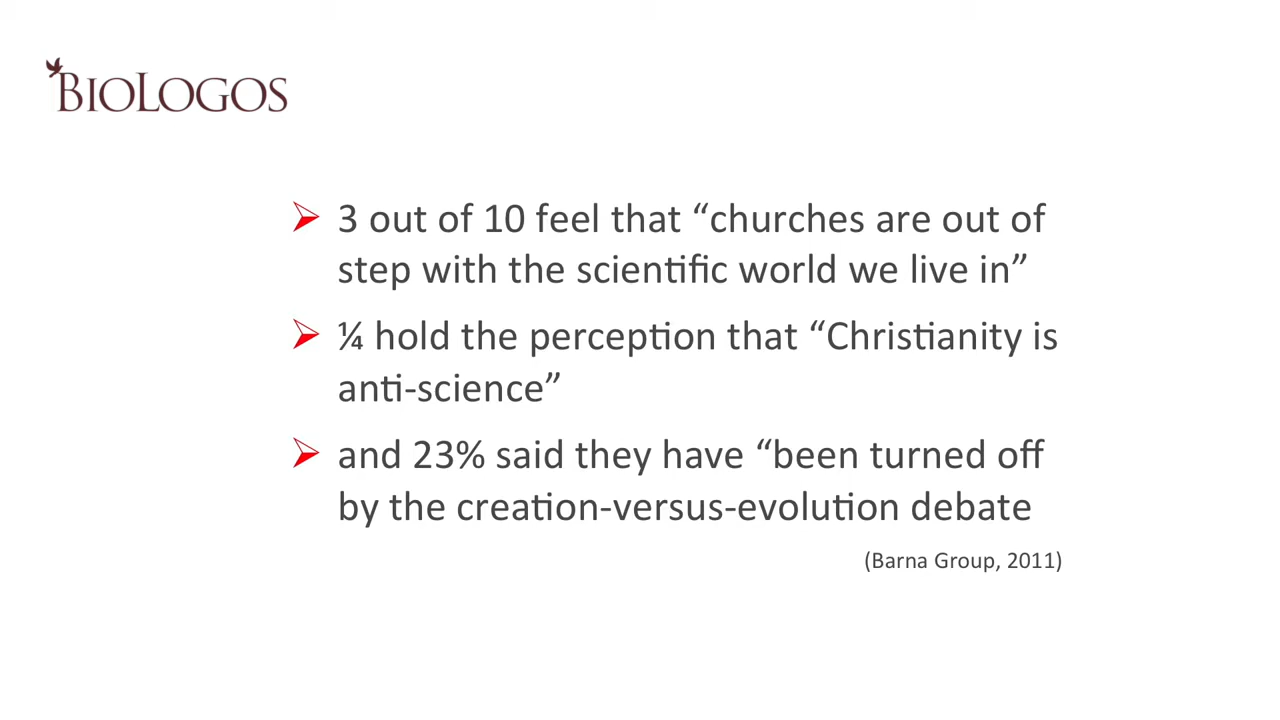 BIOLOGOS
3 out of 10 feel that “churches are out of
step with the scientific world we live in”
¼ hold the perception that “Christianity is
anti-science”
and 23% said they have “been turned off
by the creation-versus-evolution debate
(Barna Group, 2011)